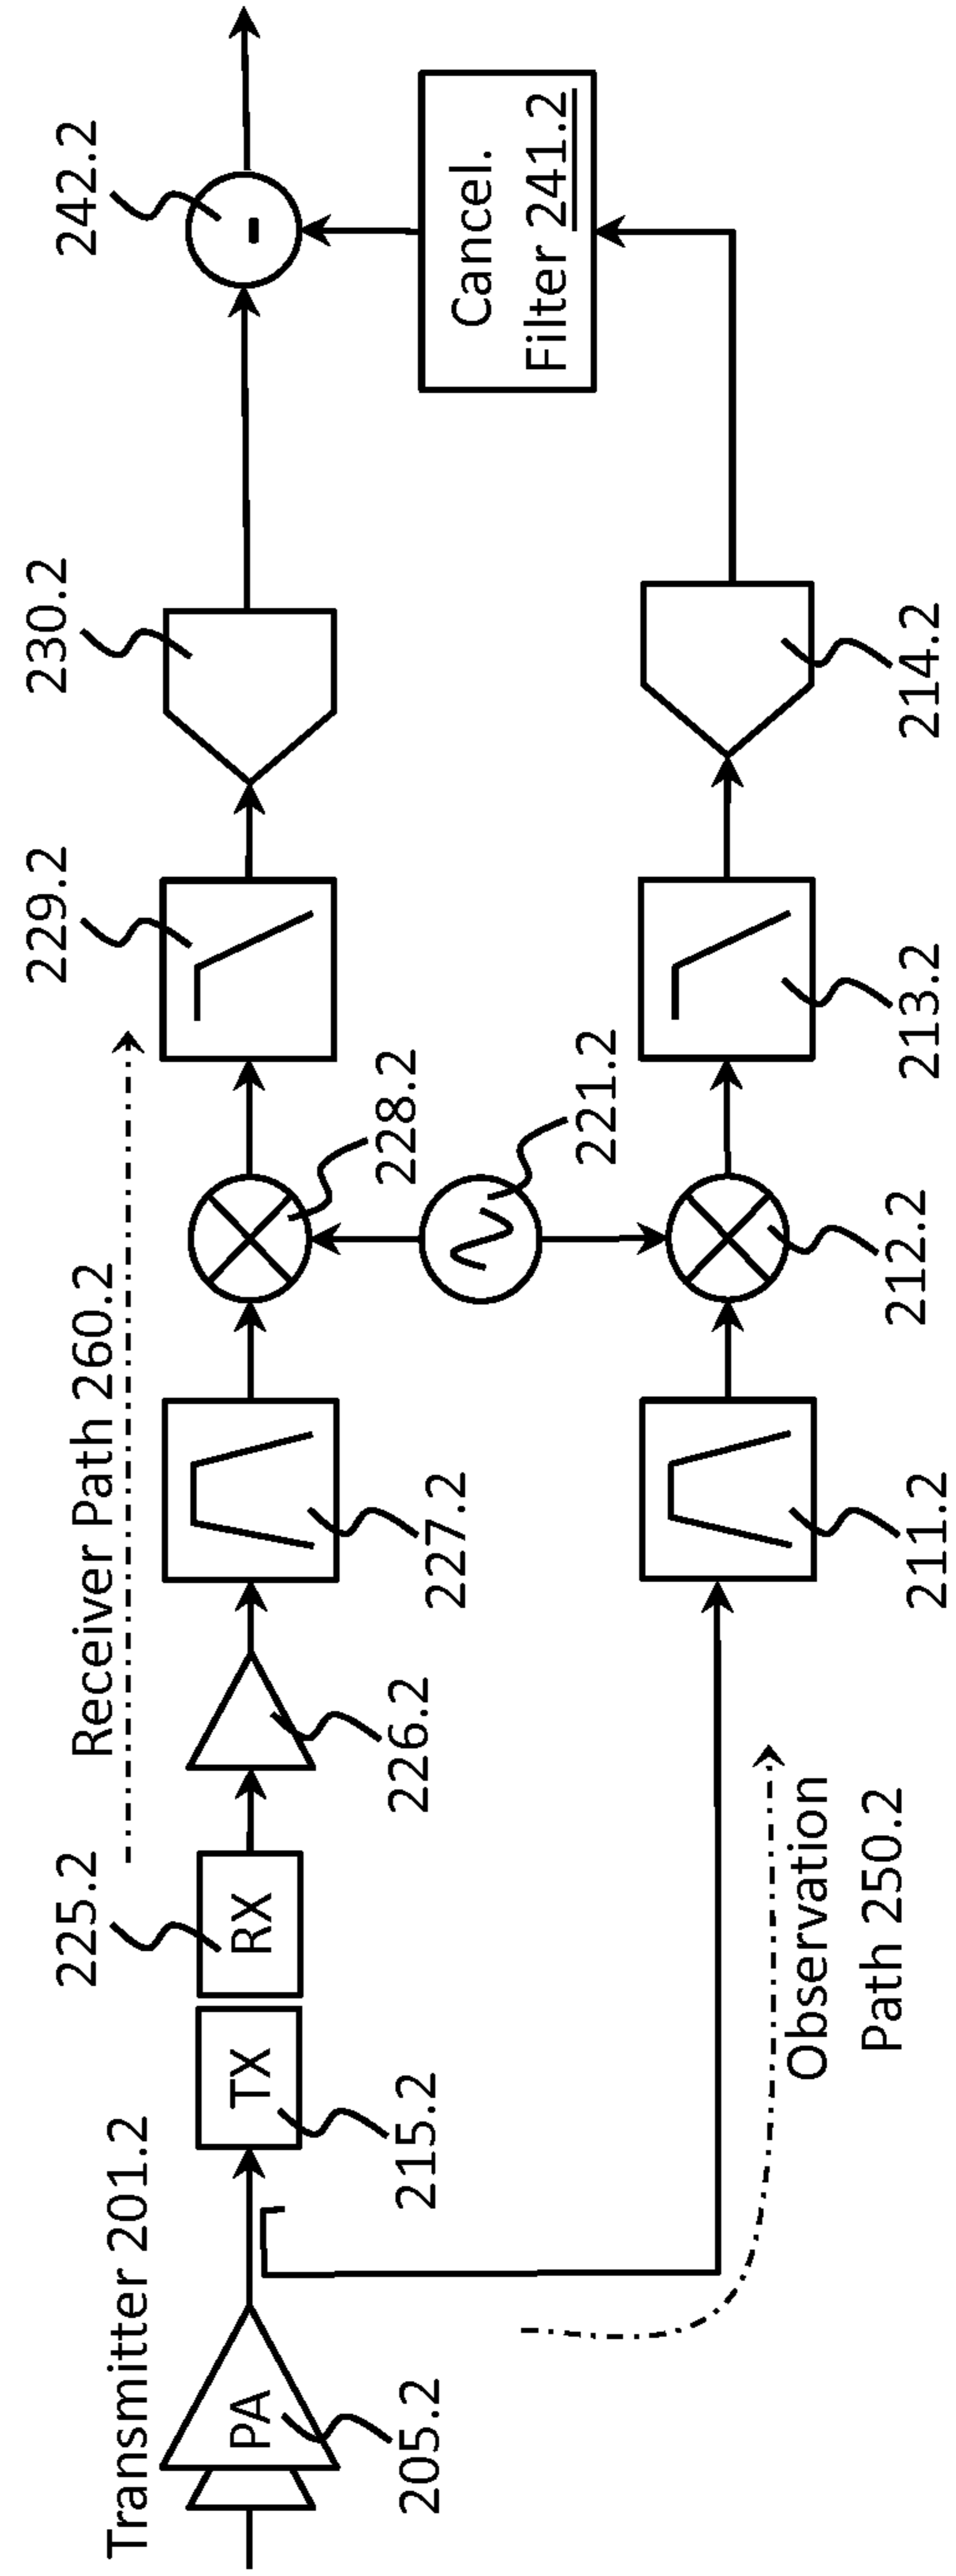 Transmitter 201.2
PA
205.2
TX
215.2
225.2
RX
226.2
Receiver Path 260.2
227.2
228.2
229.2
230.2
242.2
221.2
Cancel.
Filter 241.2
Observation
Path 250.2
211.2
212.2
213.2
214.2